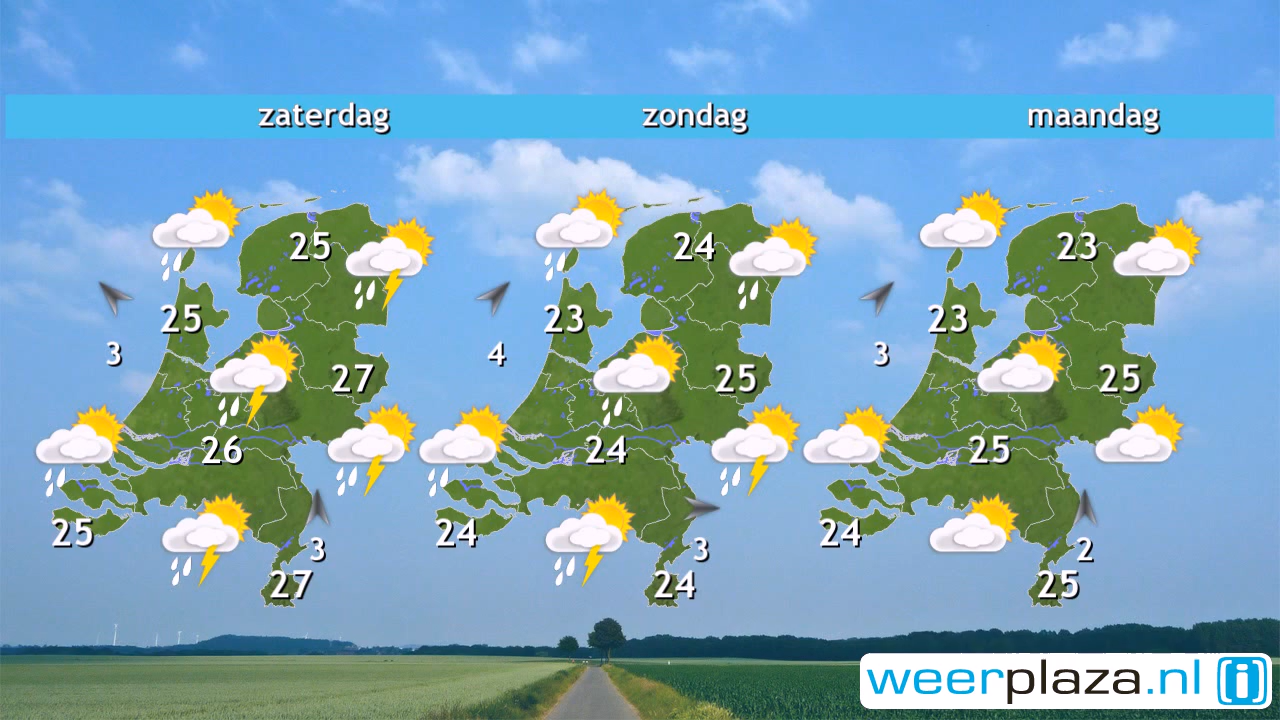 zaterdag zondag maandag
25 24 23
25 23 23
3 4 3
27 25 25
26 24 25
25 24 24
3 3 2
27 24 25
weerplaza.nl